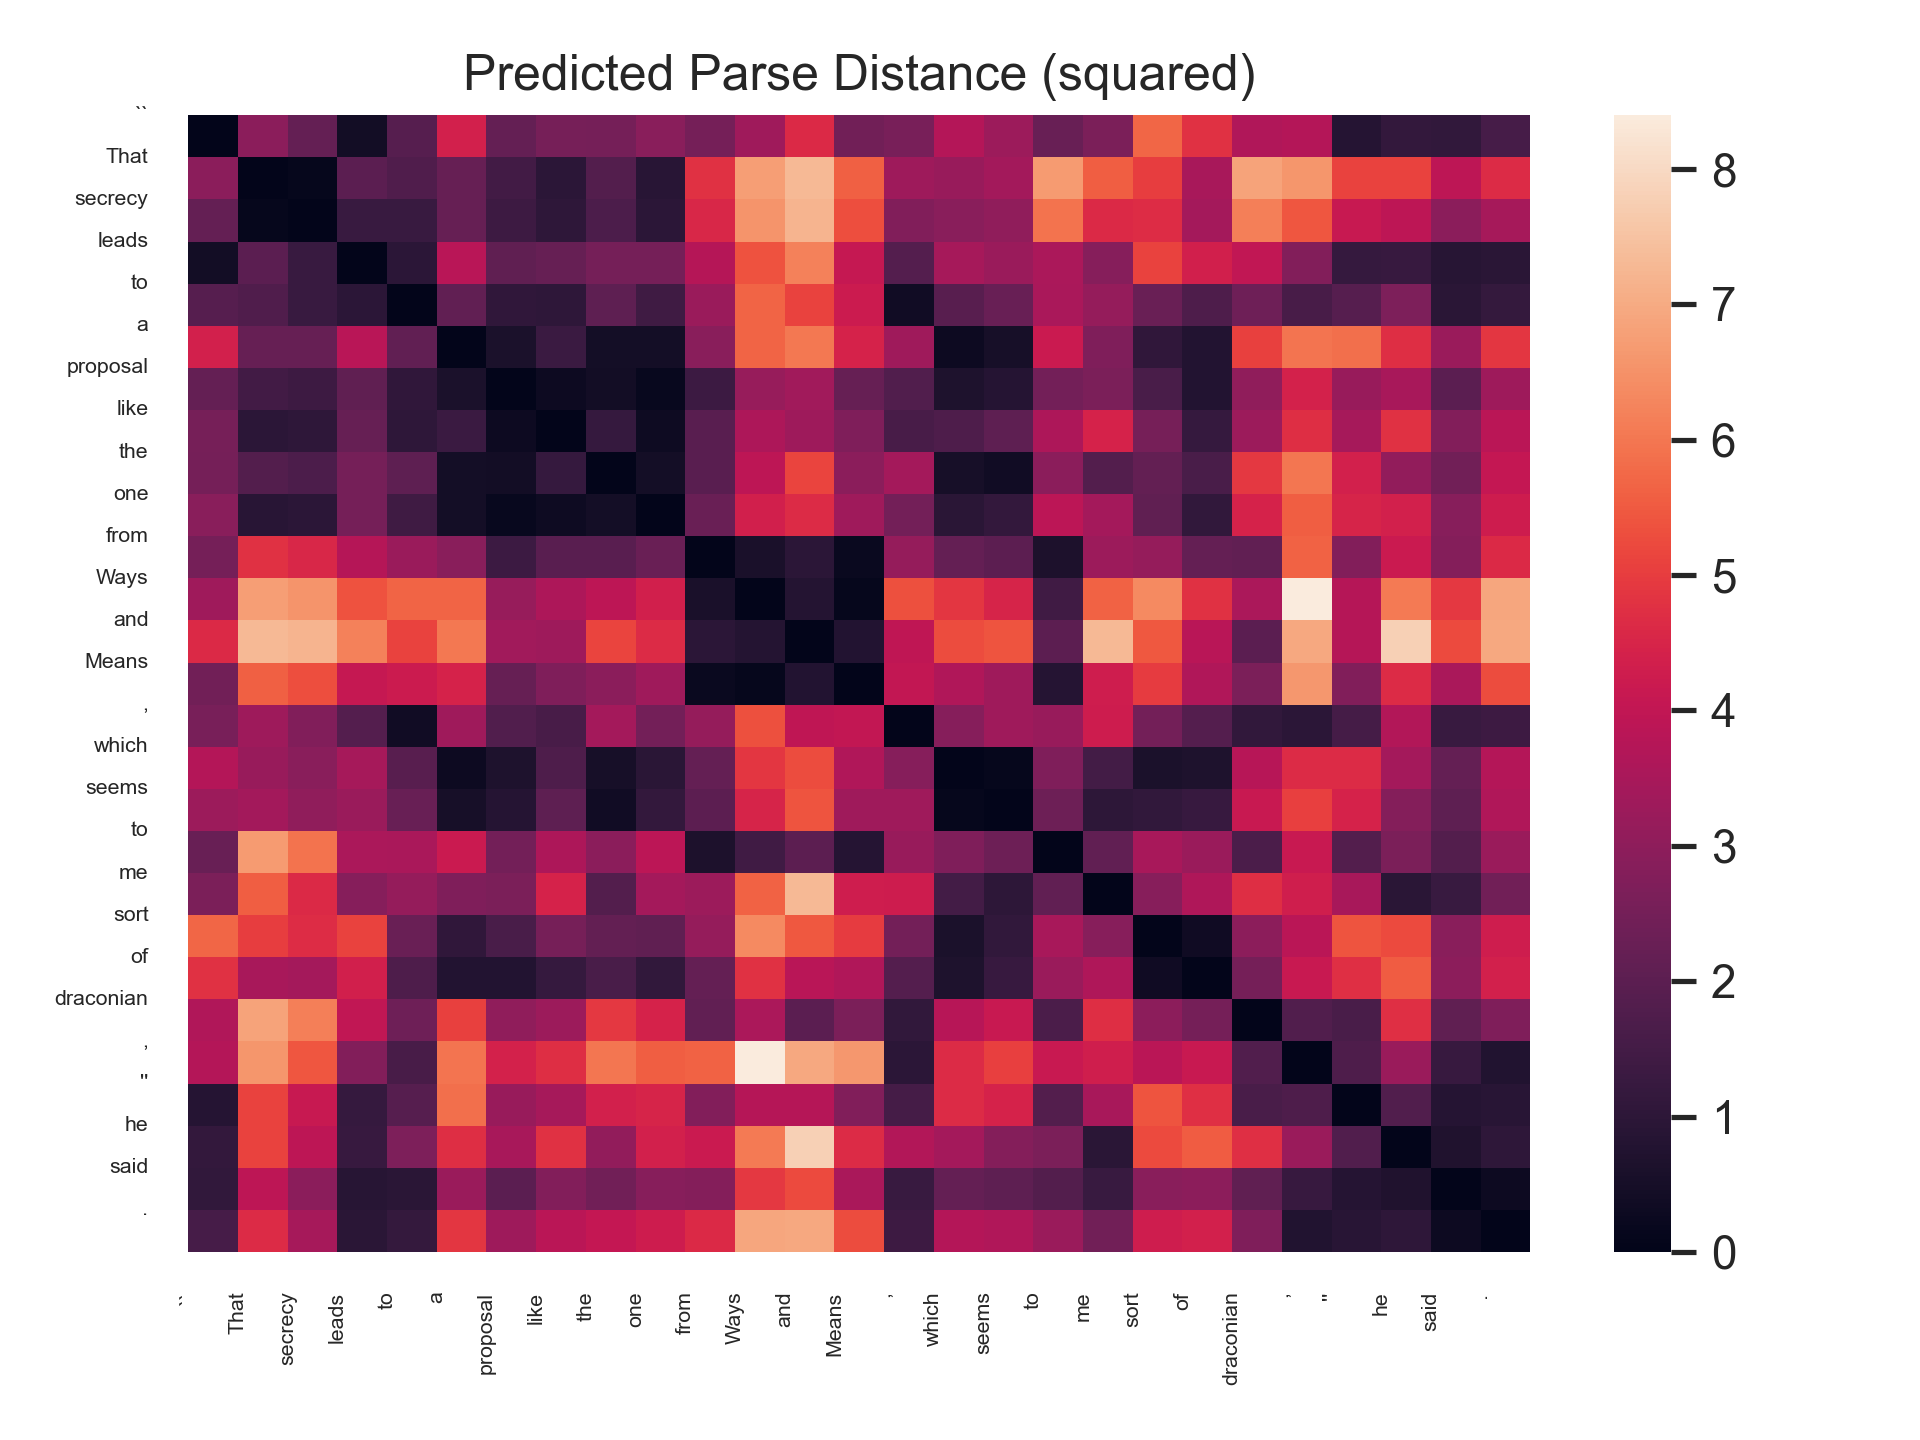 Predicted Parse Distance (squared)
``
That
secrecy
leads
to
a
proposal
like
the
one
from
Ways
and
Means
,
which
seems
to
me
sort
of
draconian
,
''
he
said
.
8
7
6
5
4
3
2
1
0
`` That secrecy leads to a proposal like the one from Ways and Means , which seems to me sort of draconian , '' he said .